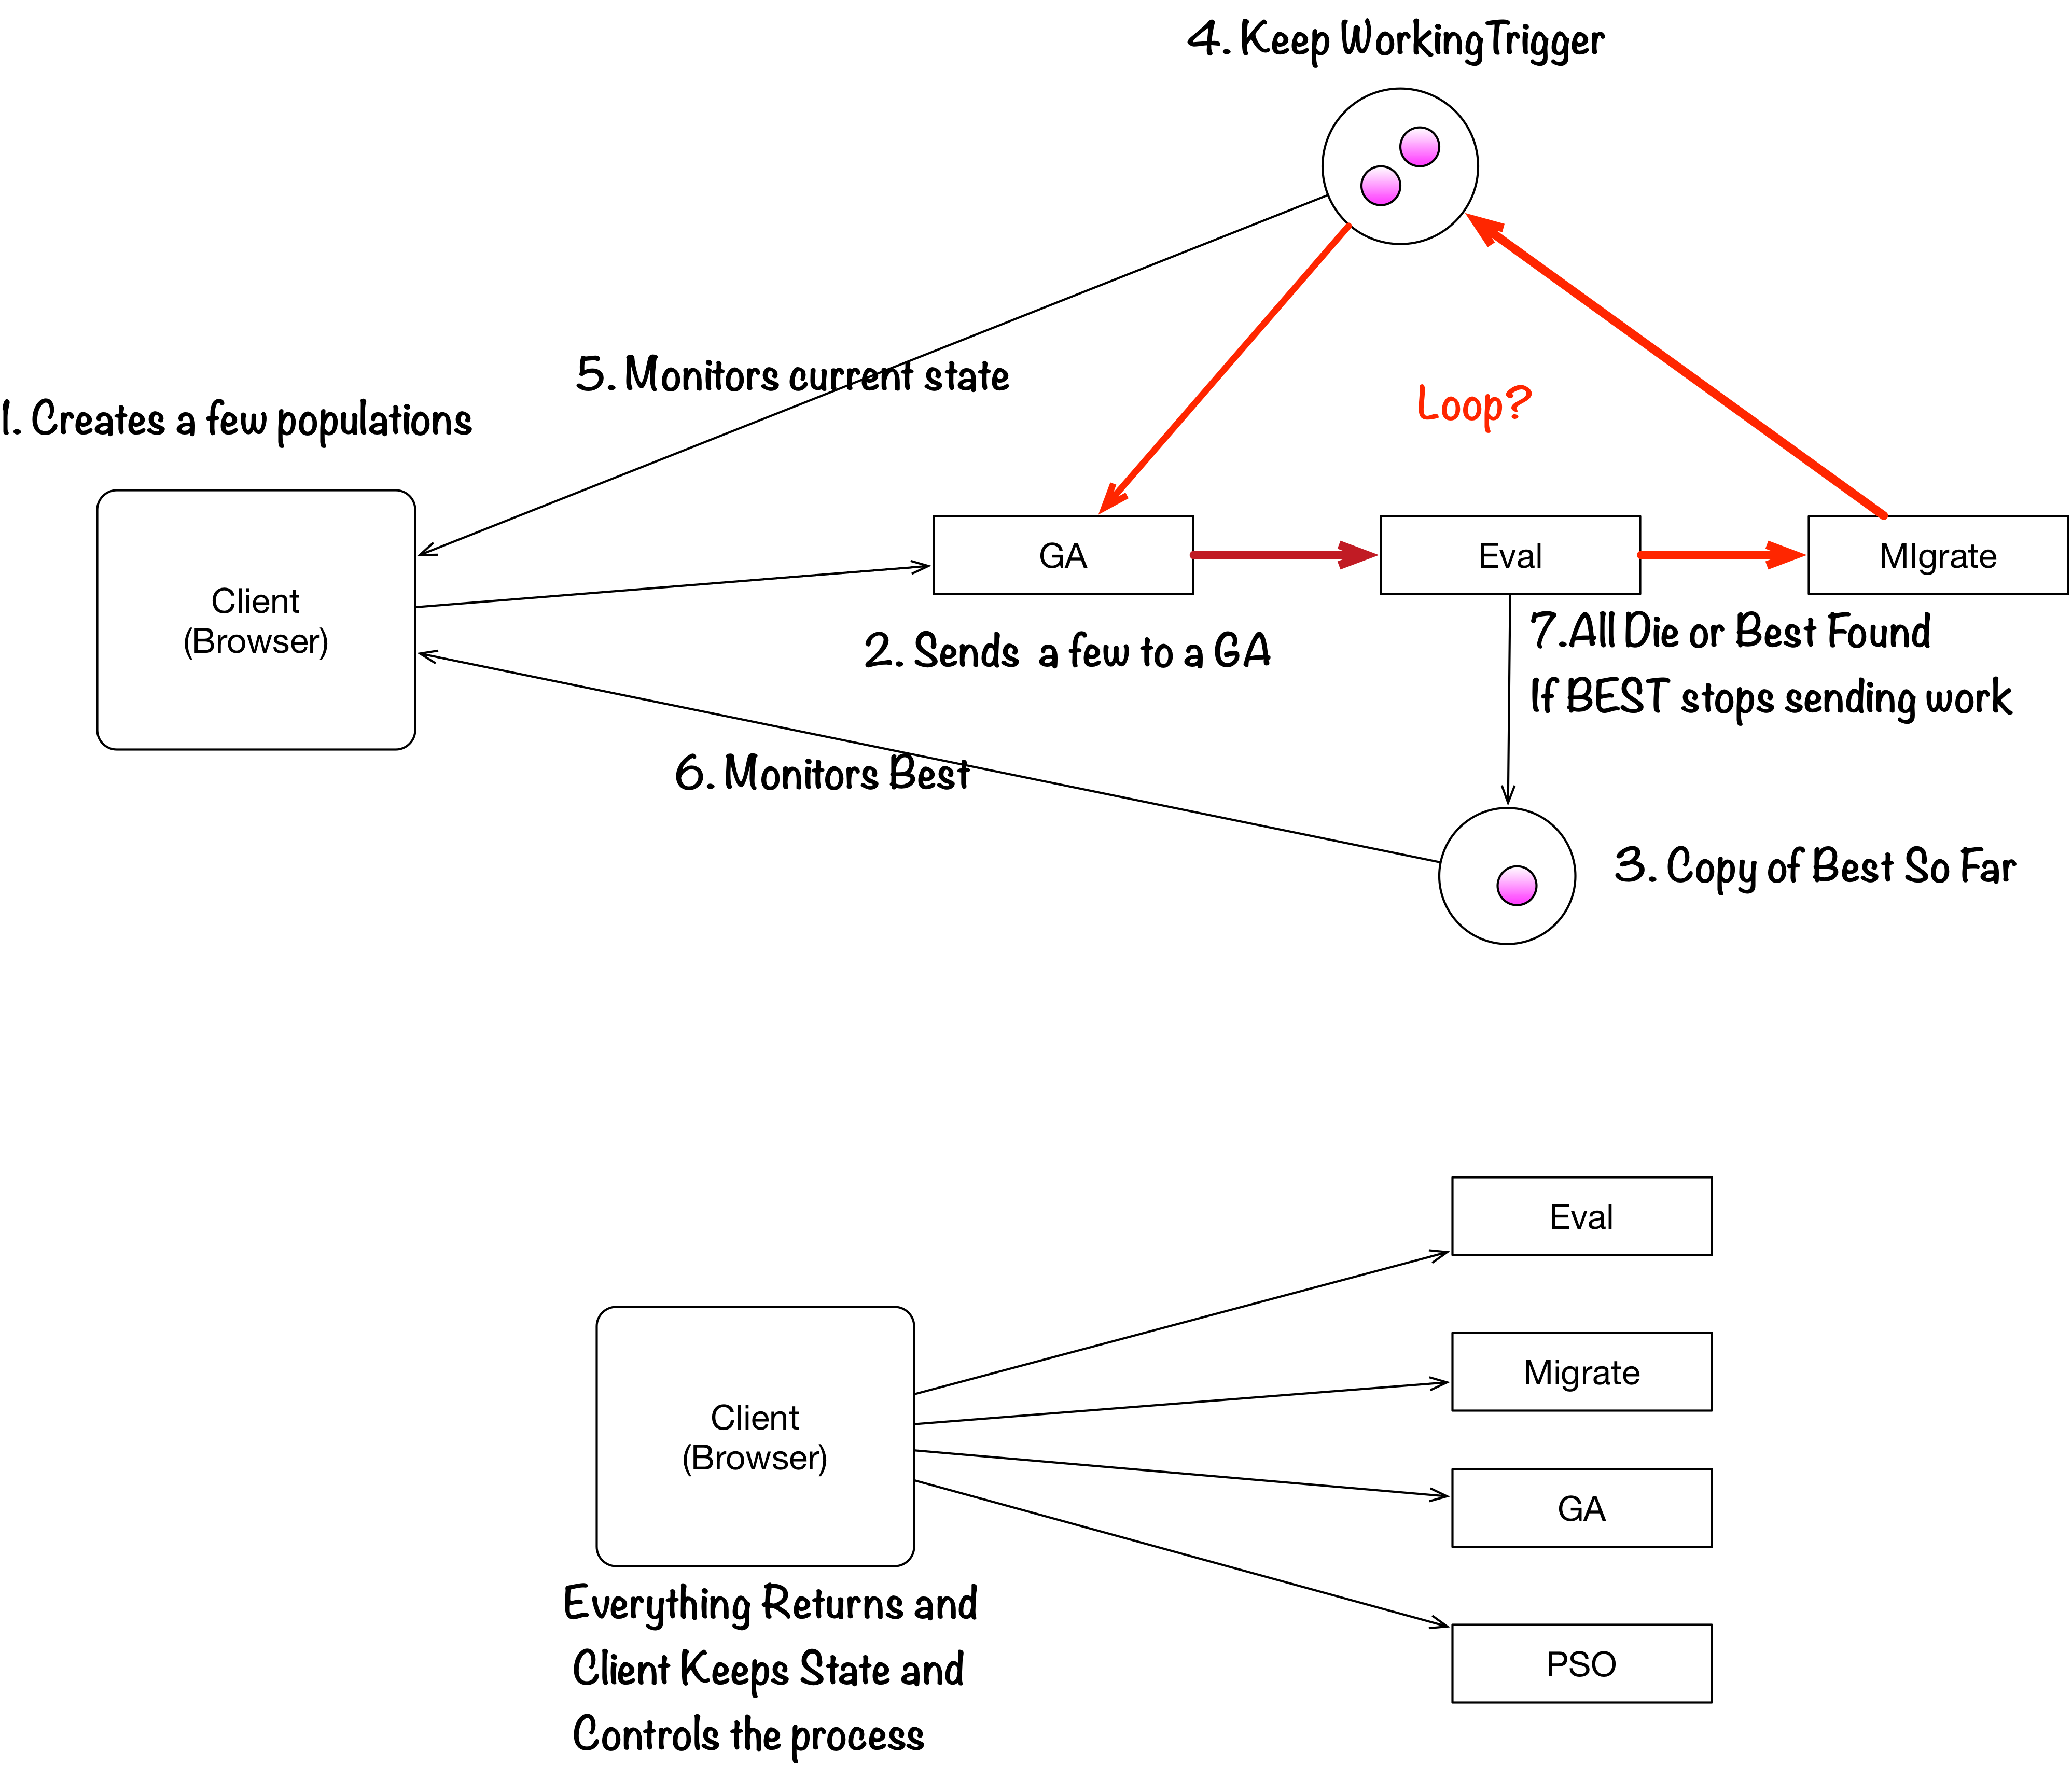 4. Keep WorkingTrigger
5. Monitors current state
Loop?
1. Creates a few populations
Client
(Browser)
GA
Eval
MIgrate
2. Sends a few to a GA
7.All Die or Best Found
If BEST stops sending work
6. Monitors Best
3. Copy of Best So Far
Eval
Migrate
Client
(Browser)
GA
PSO
Everything Returns and
Client Keeps State and
Controls the process